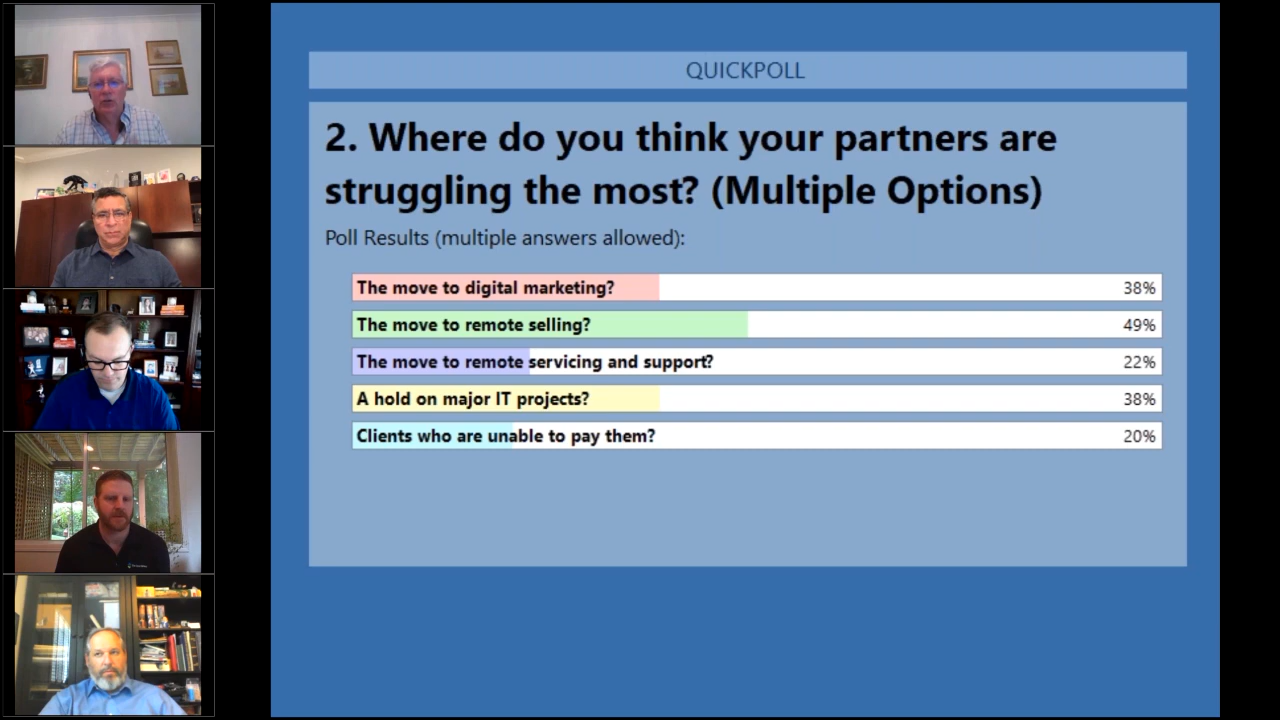 QUICKPOLL
2. Where do you think your partners are
struggling the most? (Multiple Options)
Poll Results (multiple answers allowed):
The move to digital marketing? 38%
The move to remote selling? 49%
The move to remote servicing and support? 22%
A hold on major IT projects? 38%
Clients who are unable to pay them? 20%